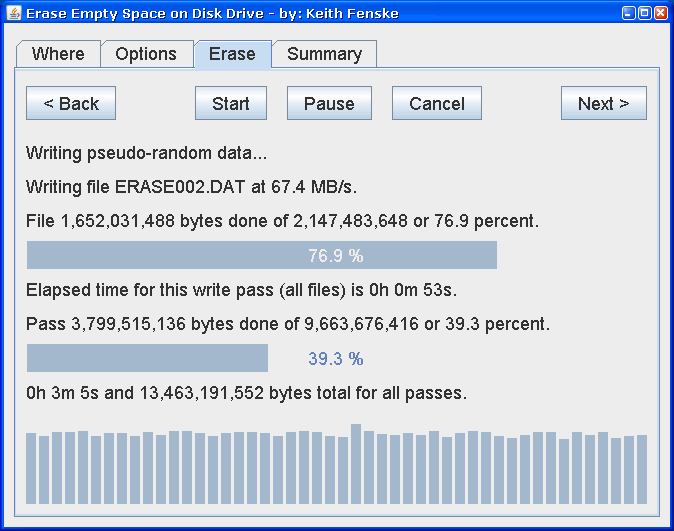 Erase Empty Space on Disk Drive - by: Keith Fenske
Where Options Erase Summary
< Back Start Pause Cancel Next >
Writing pseudo-random data...
Writing file ERASE002.DAT at 67.4 MB/s.
File 1,652,031,488 bytes done of 2,147,483,648 or 76.9 percent.
76.9 %
Elapsed time for this write pass (all files) is 0h 0m 53s.
Pass 3,799,515,136 bytes done of 9,663,676,416 or 39.3 percent.
39.3 %
0h 3m 5s and 13,463,191,552 bytes total for all passes.